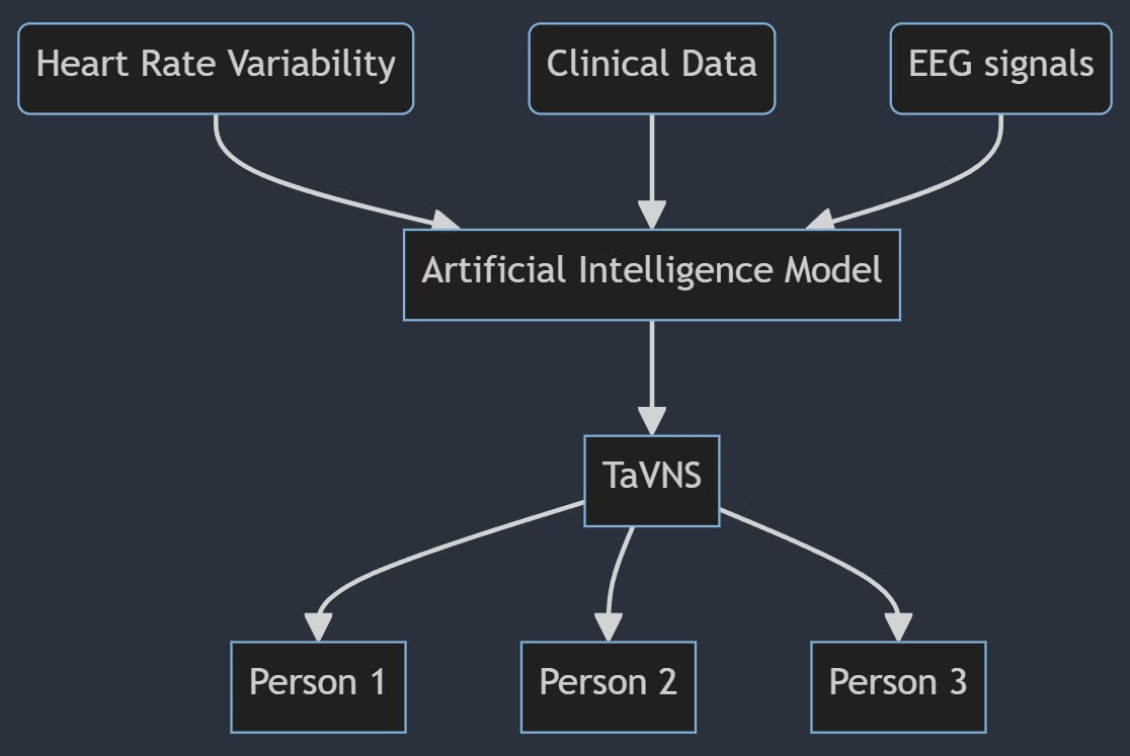 Heart Rate Variability
Clinical Data
EEG signals
Artificial Intelligence Model
TaVNS
Person 1
Person 2
Person 3